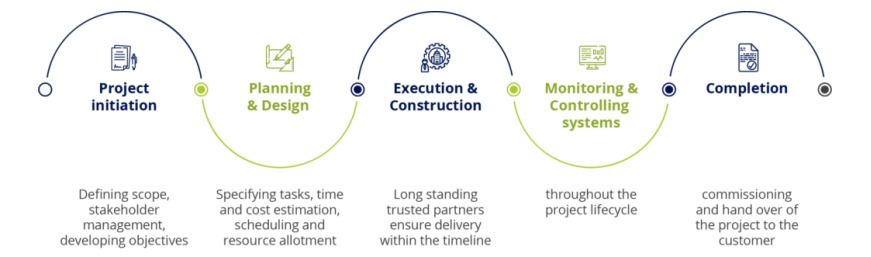 Project
initiation
Planning
& Design
Execution &
Construction
Monitoring &
Controlling
systems
Completion
Defining scope,
stakeholder
management,
developing objectives
Specifying tasks, time
and cost estimation,
scheduling and
resource allotment
Long standing
trusted partners
ensure delivery
within the timeline
throughout the
project lifecycle
commissioning
and hand over of
the project to the
customer